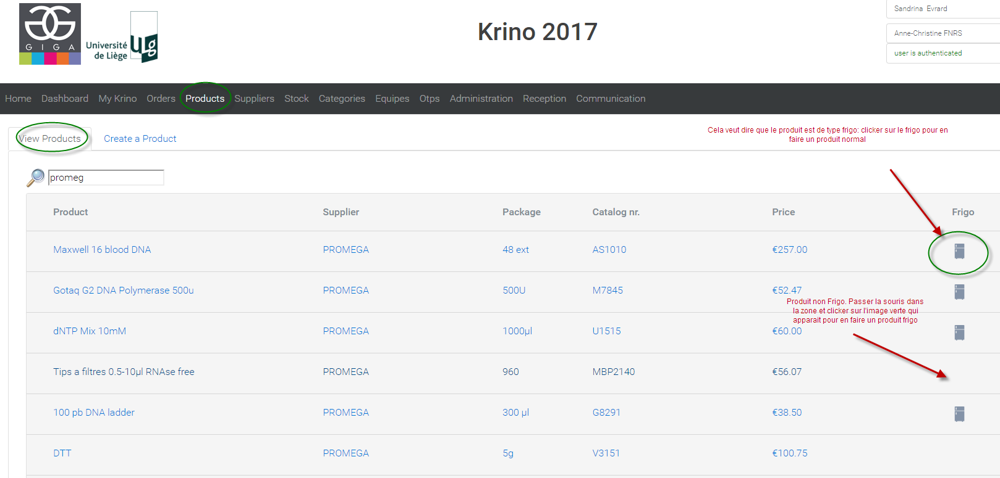 GIGA
Université
de Liège
ulg
Krino 2017
Sandrina Evrard
Anne-Christine FNRS
user is authenticated
Home Dashboard My Krino Orders Products Suppliers Stock Categories Equipes Otps Administration Reception Communication
View Products Create a Product
Cela veut dire que le produit est de type frigo: clicker sur le frigo pour en
faire un produit normal
promeg
Product Supplier Package Catalog nr. Price Frigo
Maxwell 16 blood DNA PROMEGA 48 ext AS1010 €257.00
Gotaq G2 DNA Polymerase 500u PROMEGA 500U M7845 €52.47
Produit non Frigo. Passer la souris dans
la zone et clicker sur l'image verte qui
apparait pour en faire un produit frigo
dNTP Mix 10mM PROMEGA 1000µl U1515 €60.00
Tips a filtres 0.5-10µl RNAse free PROMEGA 960 MBP2140 €56.07
100 pb DNA ladder PROMEGA 300 µl G8291 €38.50
DTT PROMEGA 5g V3151 €100.75